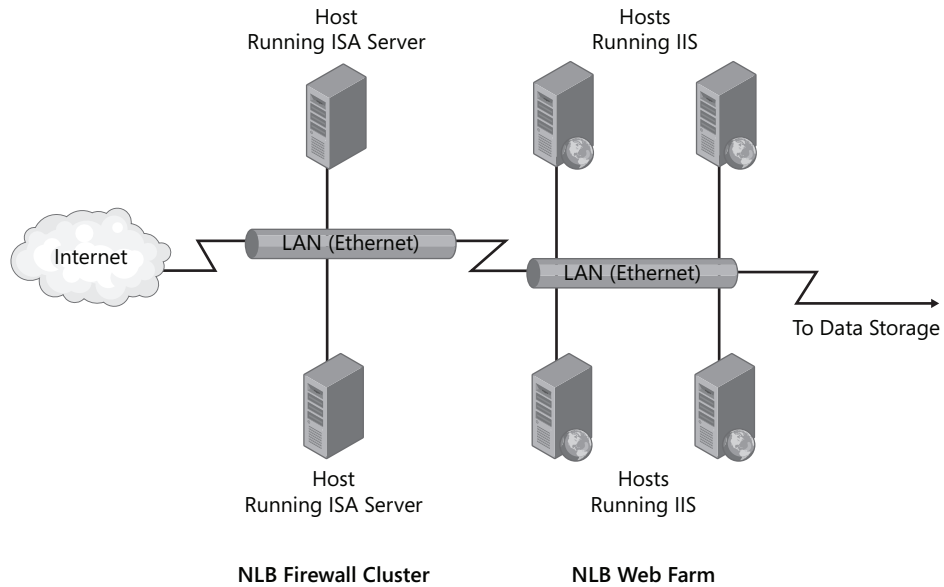 Host
Running ISA Server
Hosts
Running IIS
Internet
LAN (Ethernet)
LAN (Ethernet)
To Data Storage
Host
Running ISA Server
Hosts
Running IIS
NLB Firewall Cluster
NLB Web Farm